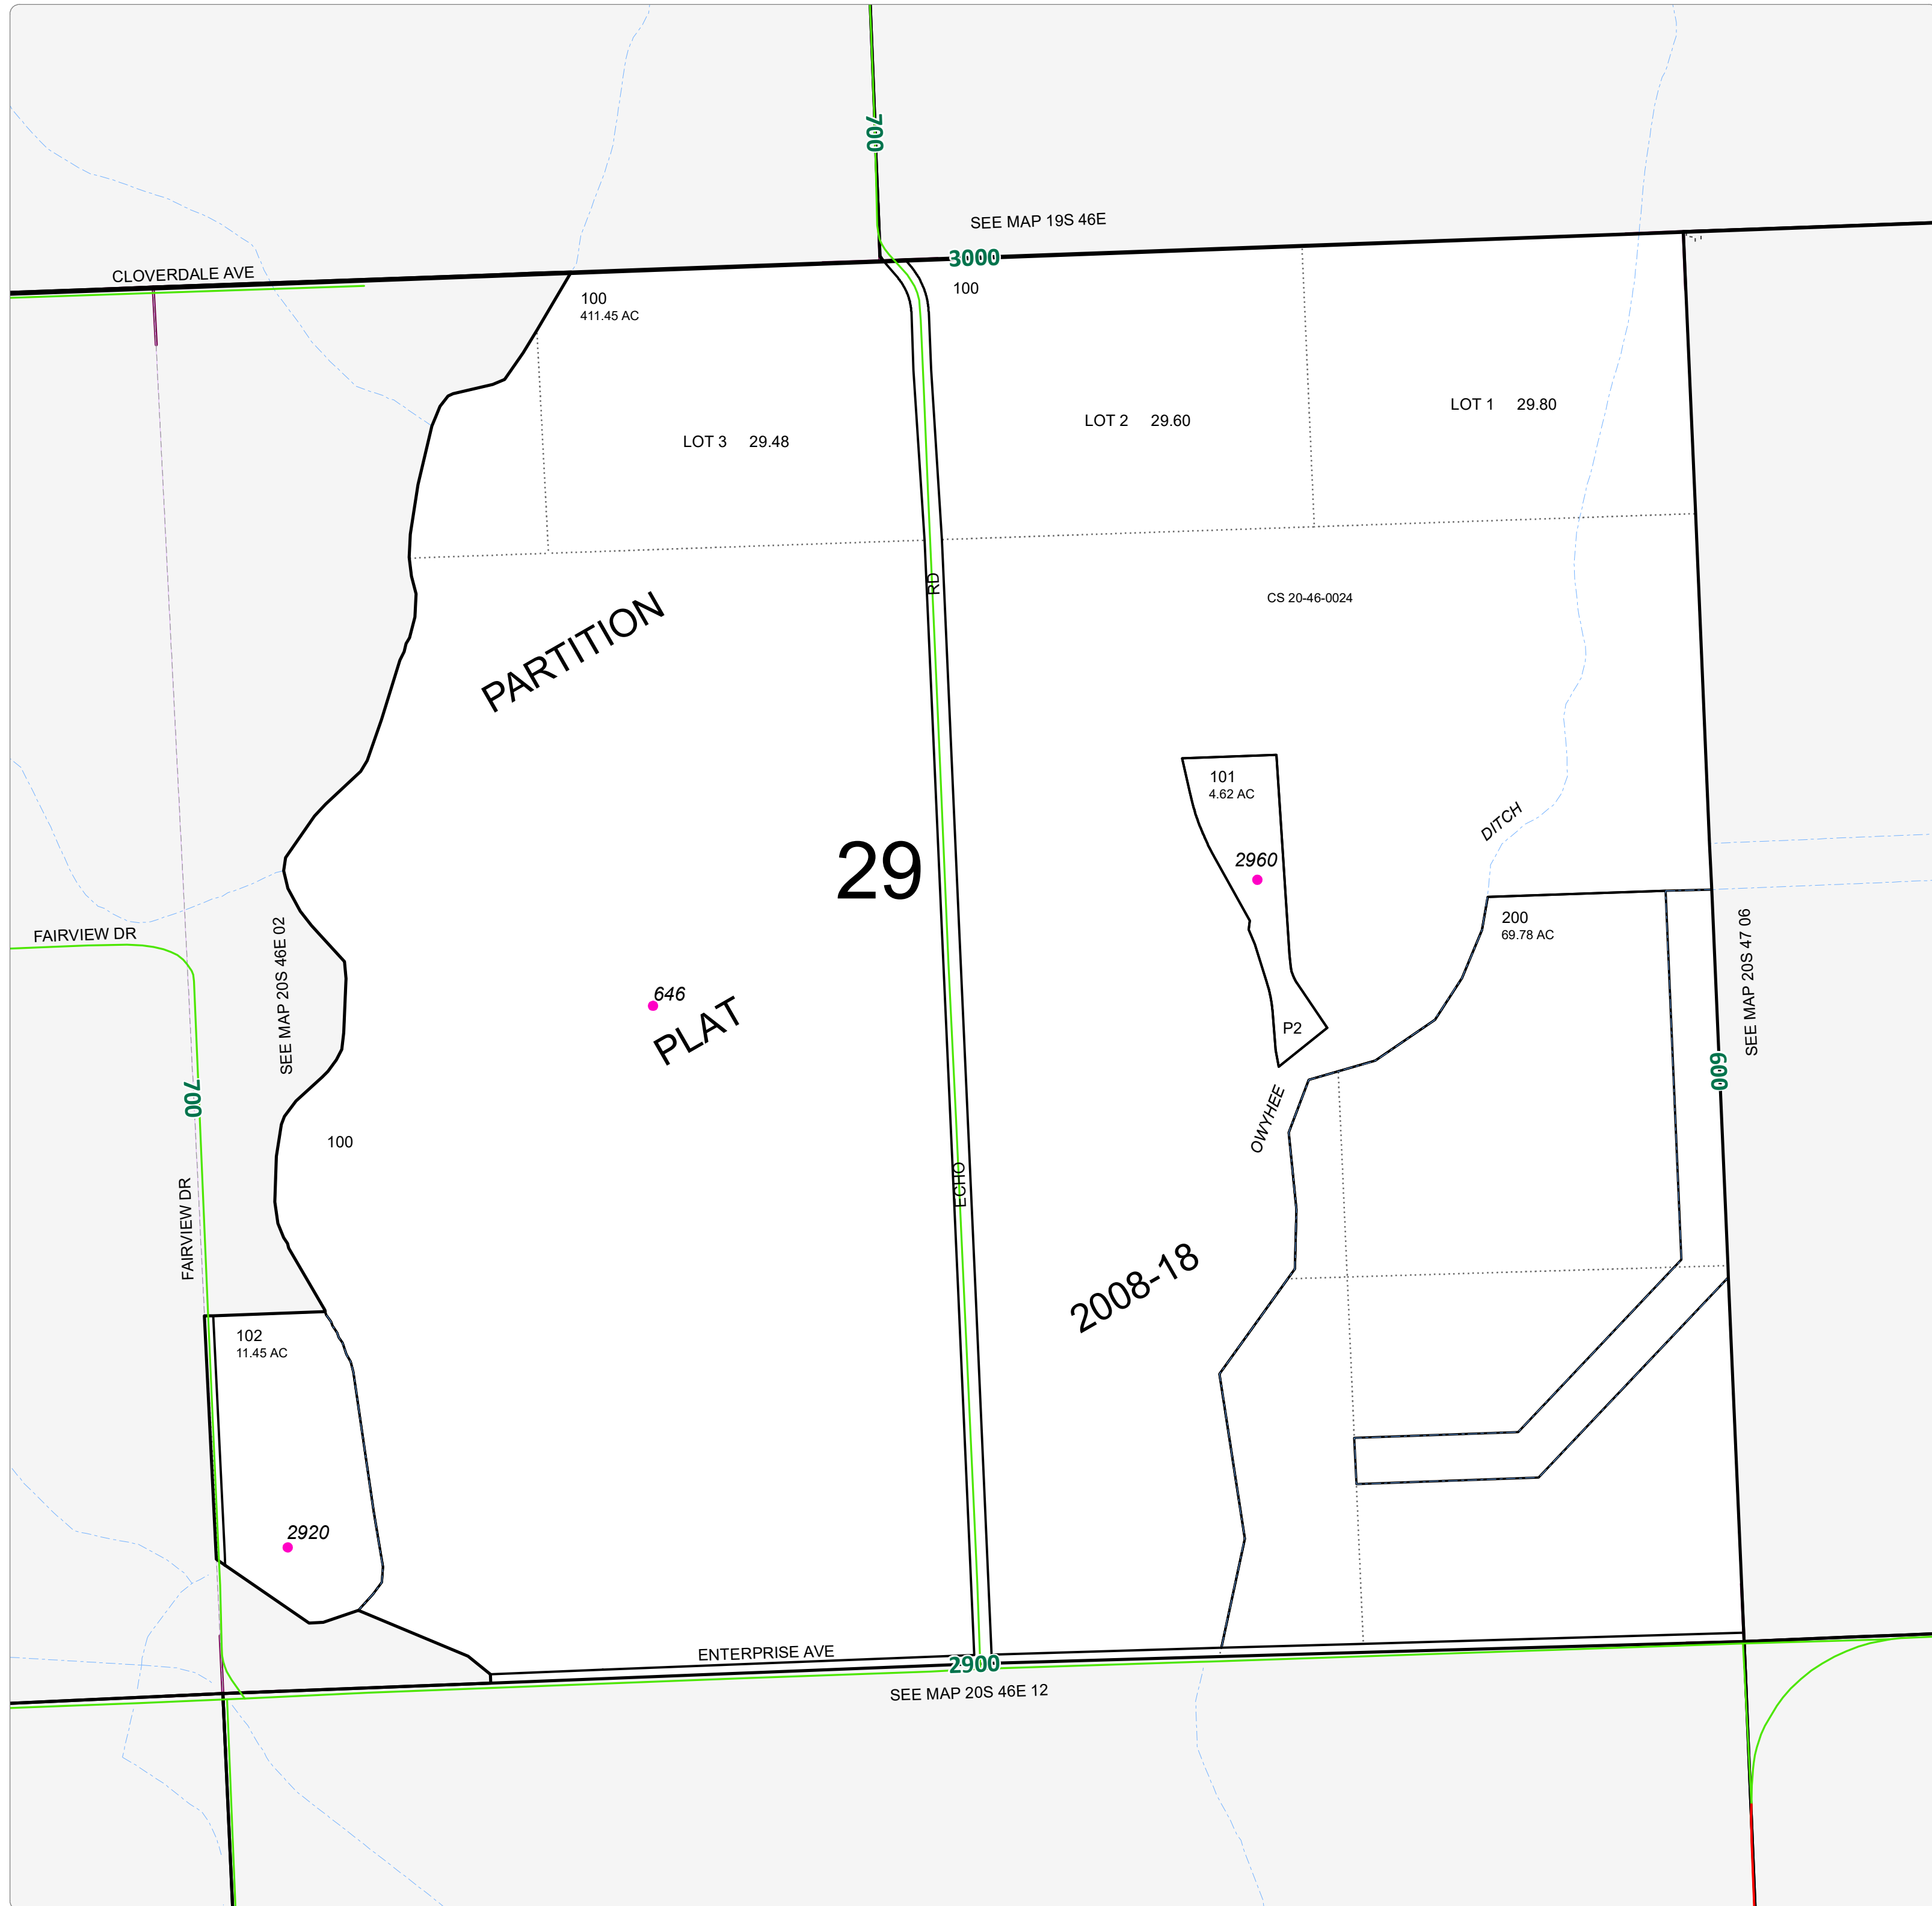 700
SEE MAP 19S 46E
3000
CLOVERDALE AVE
100
411.45 AC
100
LOT 1 29.80
LOT 2 29.60
LOT 3 29.48
RD
CS 20-46-0024
PARTITION
101
4.62 AC
DITCH
29
2960
200
69.78 AC
FAIRVIEW DR
SEE MAP 20S 46E 02
SEE MAP 20S 47 06
646
PLAT
P2
600
700
OWYHEE
100
ECHO
FAIRVIEW DR
2008-18
102
11.45 AC
2920
ENTERPRISE AVE
2900
SEE MAP 20S 46E 12